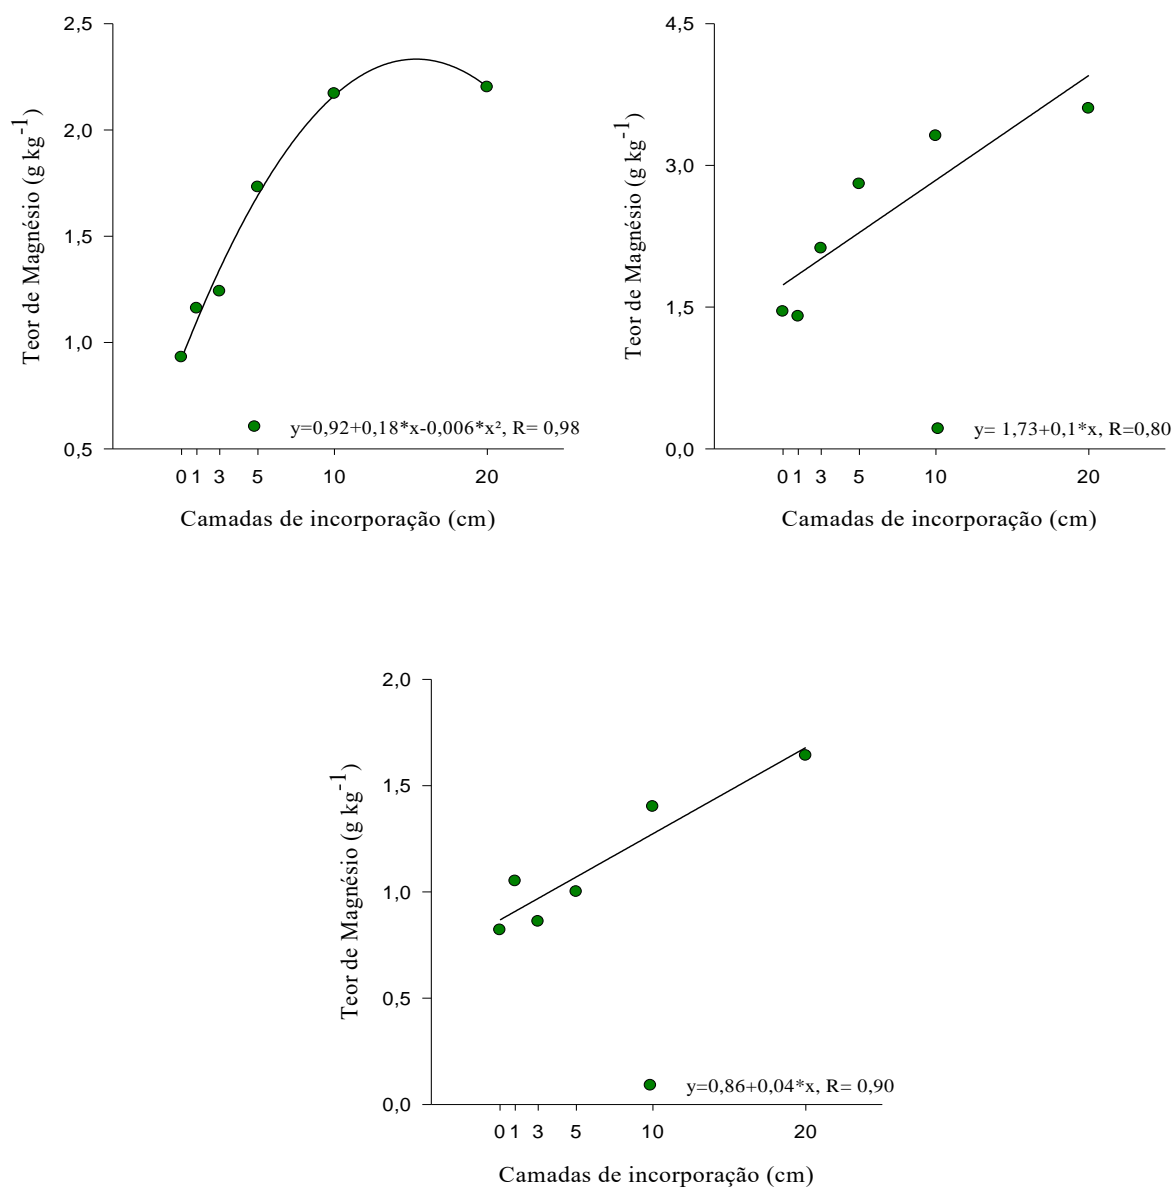 2,5
2,0
1,5
1,0
0,5
Teor de Magnésio (g kg-1)
y=0,92+0,18*x-0,006*x², R= 0,98
0 1 3 5 10 20
Camadas de incorporação (cm)
4,5
3,0
1,5
0,0
Teor de Magnésio (g kg-1)
y= 1,73+0,1*x, R=0,80
0 1 3 5 10 20
Camadas de incorporação (cm)
2,0
1,5
1,0
0,5
0,0
Teor de Magnésio (g kg-1)
y=0,86+0,04*x, R= 0,90
0 1 3 5 10 20
Camadas de incorporação (cm)